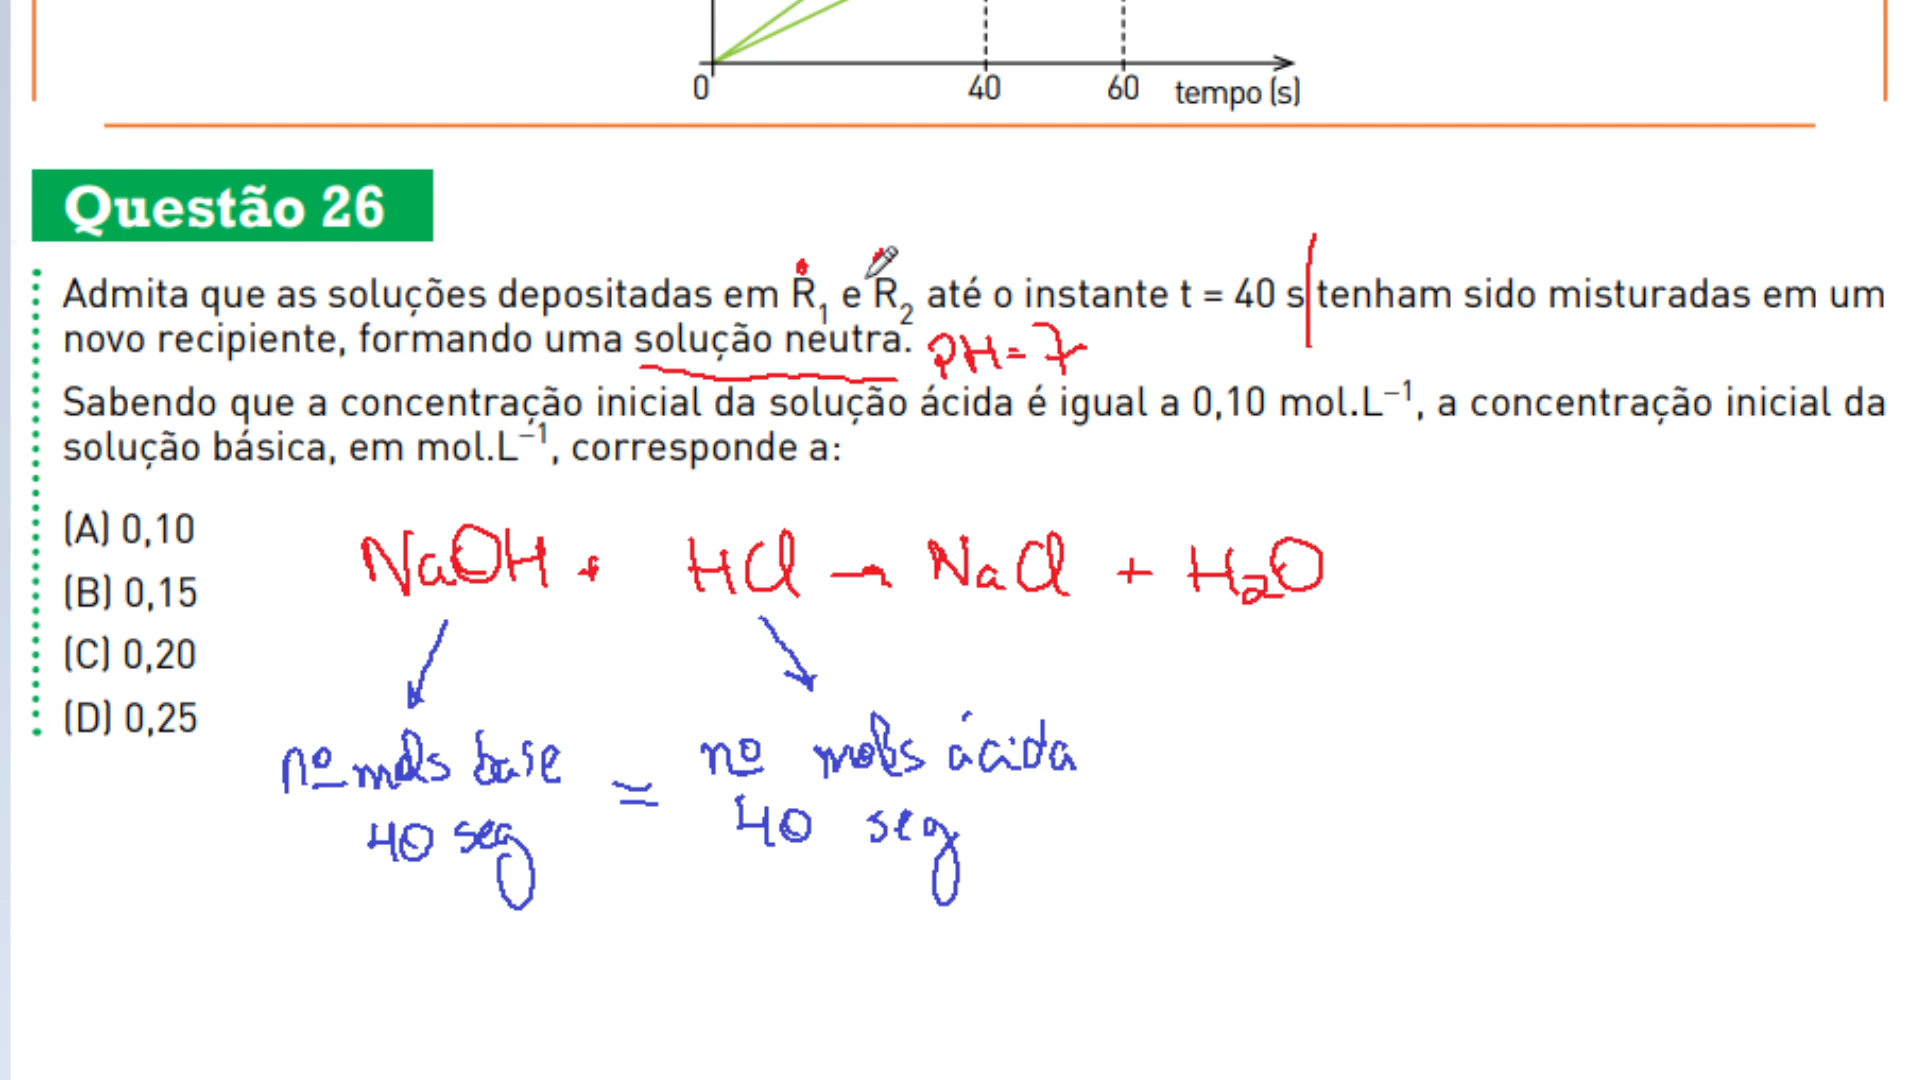 0 40 60 tempo (s)
Questão 26
Admita que as soluções depositadas em R₁ e R₂ até o instante t = 40 s tenham sido misturadas em um
novo recipiente, formando uma solução neutra. PH = 7
Sabendo que a concentração inicial da solução ácida é igual a 0,10 mol.L⁻¹, a concentração inicial da
solução básica, em mol.L⁻¹, corresponde a:
(A) 0,10
(B) 0,15
(C) 0,20
(D) 0,25
NaOH + HCl → NaCl + H₂O
nº mols base = nº mols ácida
40 seg 40 seg